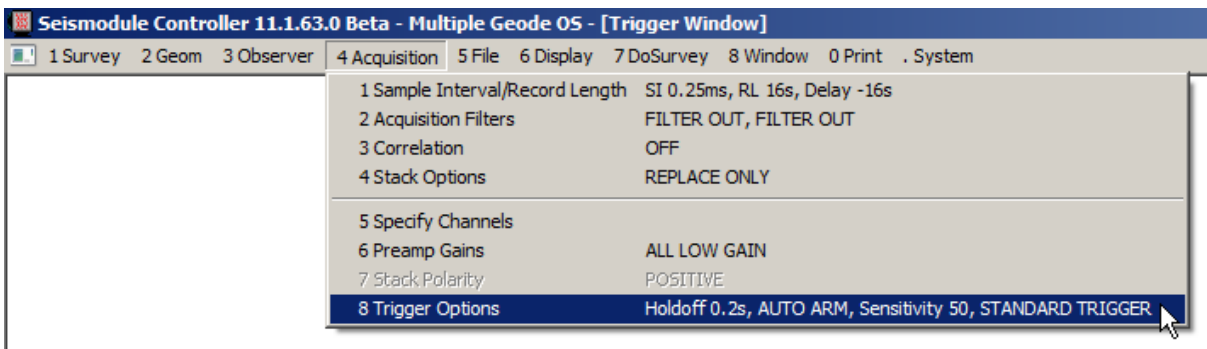 Seismodule Controller 11.1.63.0 Beta - Multiple Geode OS - [Trigger Window]
1 Survey 2 Geom 3 Observer 4 Acquisition 5 File 6 Display 7 DoSurvey 8 Window 0 Print . System
1 Sample Interval/Record Length SI 0.25ms, RL 16s, Delay -16s
2 Acquisition Filters FILTER OUT, FILTER OUT
3 Correlation OFF
4 Stack Options REPLACE ONLY
5 Specify Channels
6 Preamp Gains ALL LOW GAIN
7 Stack Polarity POSITIVE
8 Trigger Options Holdoff 0.2s, AUTO ARM, Sensitivity 50, STANDARD TRIGGER